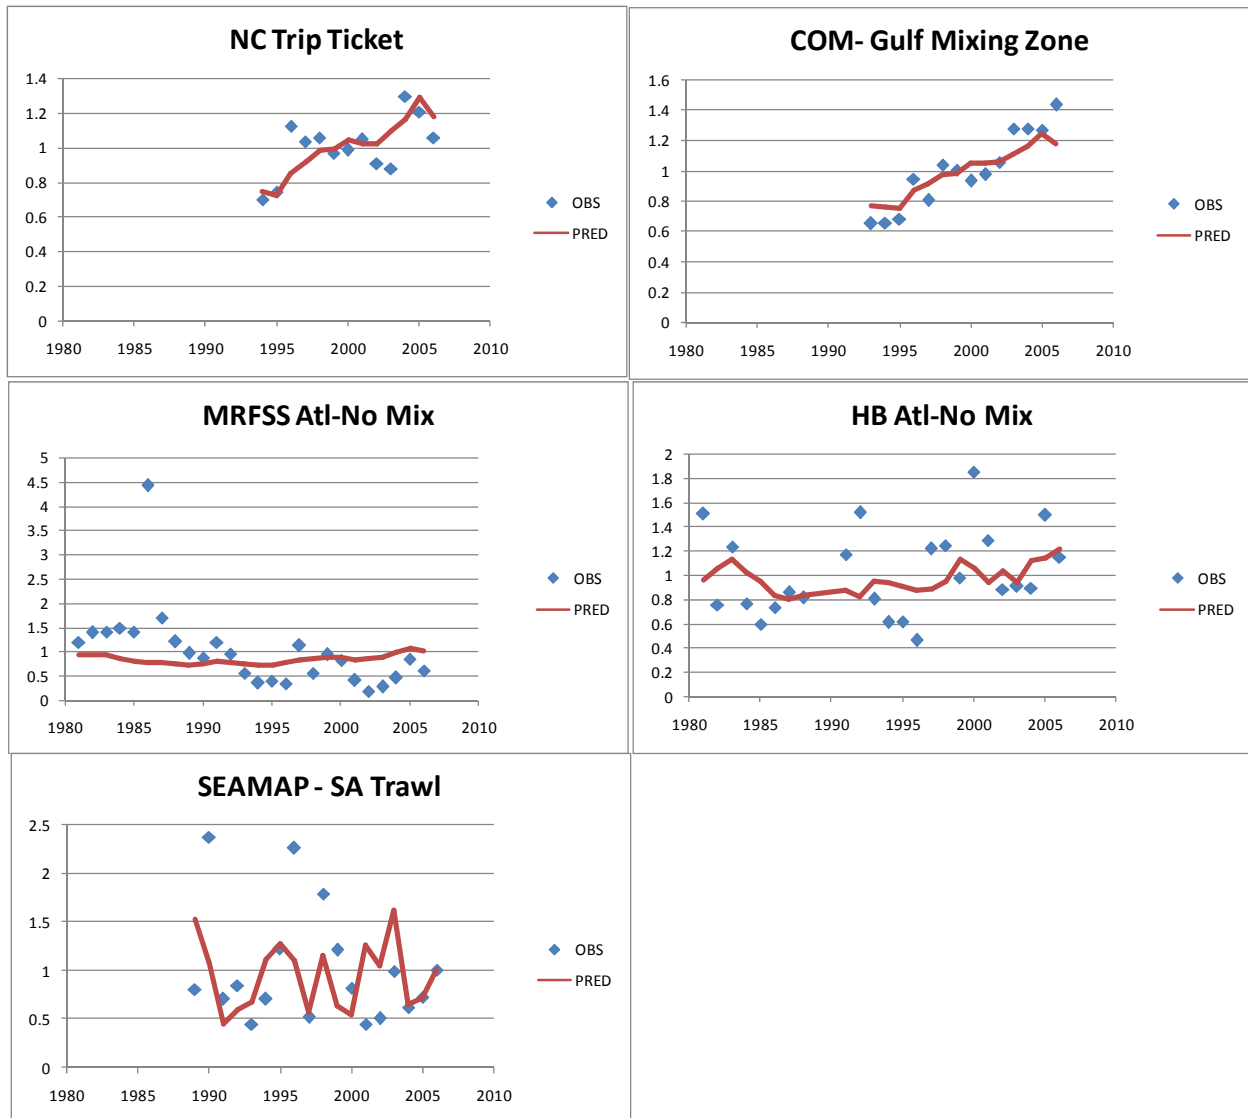 NC Trip Ticket
1.4
1.2
1
0.8
0.6
0.4
0.2
0
1980 1985 1990 1995 2000 2005 2010
OBS
PRED
COM- Gulf Mixing Zone
1.6
1.4
1.2
1
0.8
0.6
0.4
0.2
0
1980 1985 1990 1995 2000 2005 2010
OBS
PRED
MRFSS Atl-No Mix
5
4.5
4
3.5
3
2.5
2
1.5
1
0.5
0
1980 1985 1990 1995 2000 2005 2010
OBS
PRED
HB Atl-No Mix
2
1.8
1.6
1.4
1.2
1
0.8
0.6
0.4
0.2
0
1980 1985 1990 1995 2000 2005 2010
OBS
PRED
SEAMAP - SA Trawl
2.5
2
1.5
1
0.5
0
1980 1985 1990 1995 2000 2005 2010
OBS
PRED